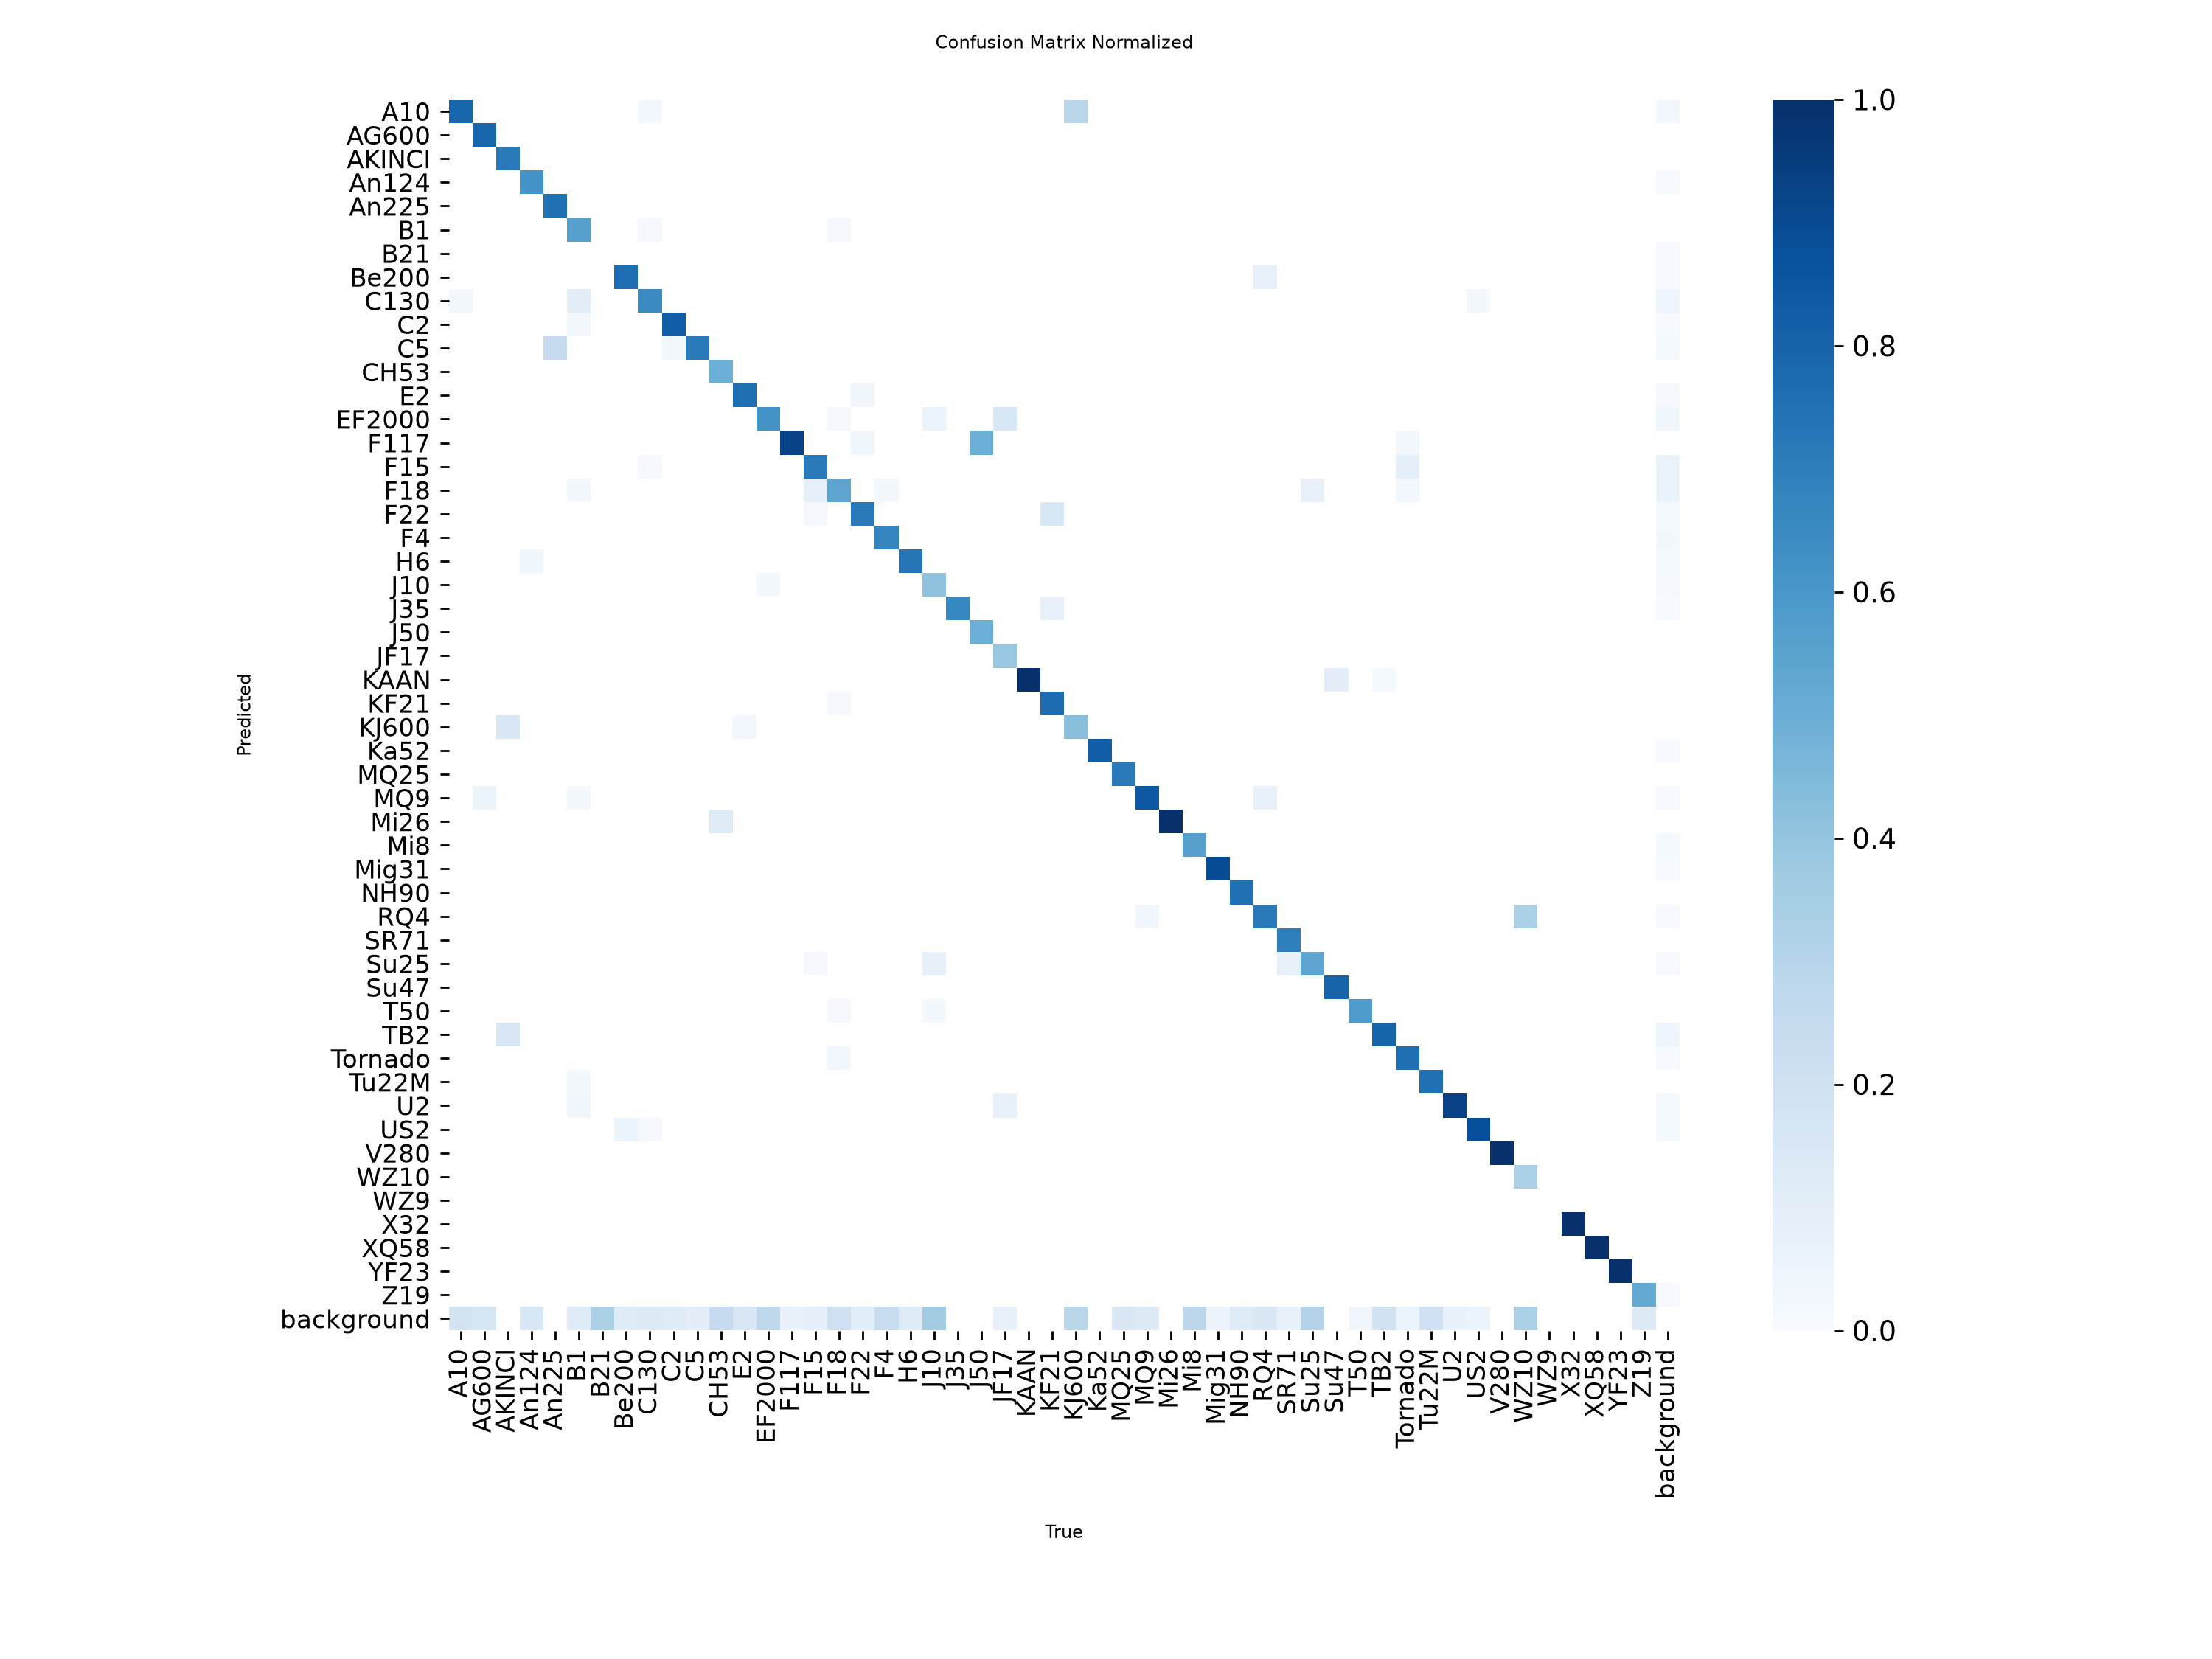 Confusion Matrix Normalized
A10
AG600
AKINCI
An124
An225
B1
B21
Be200
C130
C2
C5
CH53
E2
EF2000
F117
F15
F18
F22
F4
H6
J10
J35
J50
JF17
KAAN
KF21
KJ600
Ka52
MQ25
MQ9
Mi26
Mi8
Mig31
NH90
RQ4
SR71
Su25
Su47
T50
TB2
Tornado
Tu22M
U2
US2
V280
WZ10
WZ9
X32
XQ58
YF23
Z19
background
Predicted
A10
AG600
AKINCI
An124
An225
B1
B21
Be200
C130
C2
C5
CH53
E2
EF2000
F117
F15
F18
F22
F4
H6
J10
J35
J50
JF17
KAAN
KF21
KJ600
Ka52
MQ25
MQ9
Mi26
Mi8
Mig31
NH90
RQ4
SR71
Su25
Su47
T50
TB2
Tornado
Tu22M
U2
US2
V280
WZ10
WZ9
X32
XQ58
YF23
Z19
background
True
1.0
0.8
0.6
0.4
0.2
0.0